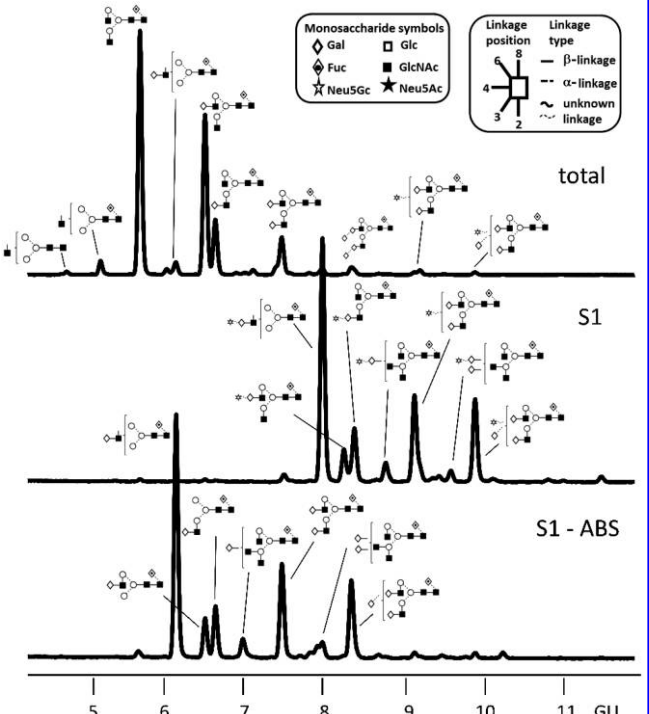 Monosaccharide symbols
Gal Glc
Fuc GlcNAc
Neu5Gc Neu5Ac
Linkage position
Linkage type
6 8
4
3 2
β-linkage
α-linkage
unknown linkage
total
S1
S1 - ABS
5 6 7 8 9 10 11 GU